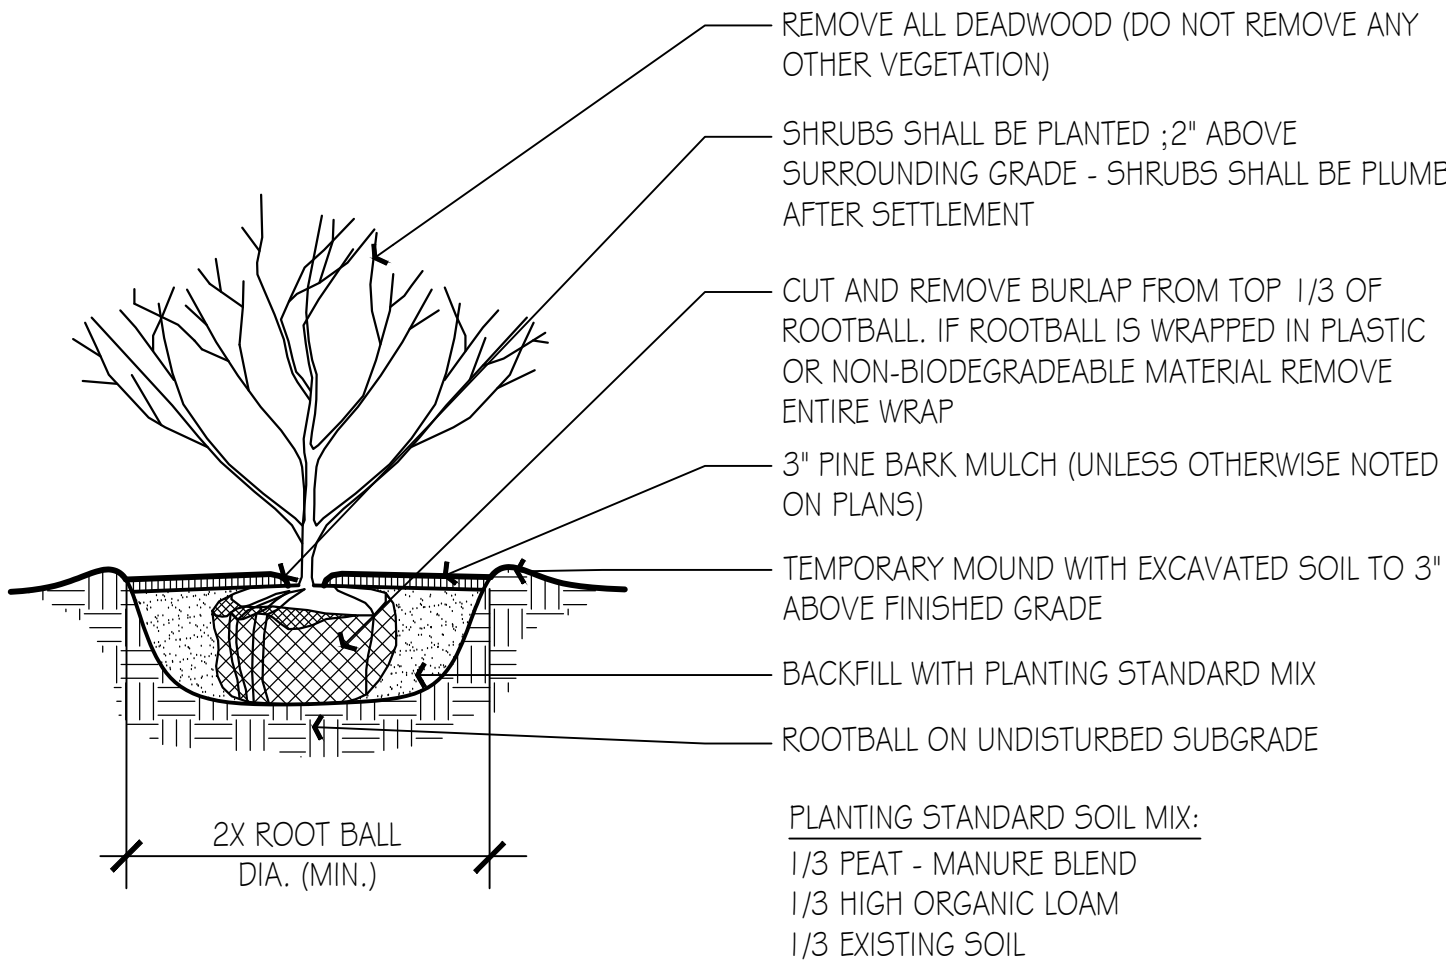 REMOVE ALL DEADWOOD (DO NOT REMOVE ANY
OTHER VEGETATION)
SHRUBS SHALL BE PLANTED ;2" ABOVE
SURROUNDING GRADE - SHRUBS SHALL BE PLUMB
AFTER SETTLEMENT
CUT AND REMOVE BURLAP FROM TOP 1/3 OF
ROOTBALL. IF ROOTBALL IS WRAPPED IN PLASTIC
OR NON-BIODEGRADEABLE MATERIAL REMOVE
ENTIRE WRAP
3" PINE BARK MULCH (UNLESS OTHERWISE NOTED
ON PLANS)
TEMPORARY MOUND WITH EXCAVATED SOIL TO 3"
ABOVE FINISHED GRADE
BACKFILL WITH PLANTING STANDARD MIX
ROOTBALL ON UNDISTURBED SUBGRADE
2X ROOT BALL
DIA. (MIN.)
PLANTING STANDARD SOIL MIX:
1/3 PEAT - MANURE BLEND
1/3 HIGH ORGANIC LOAM
1/3 EXISTING SOIL